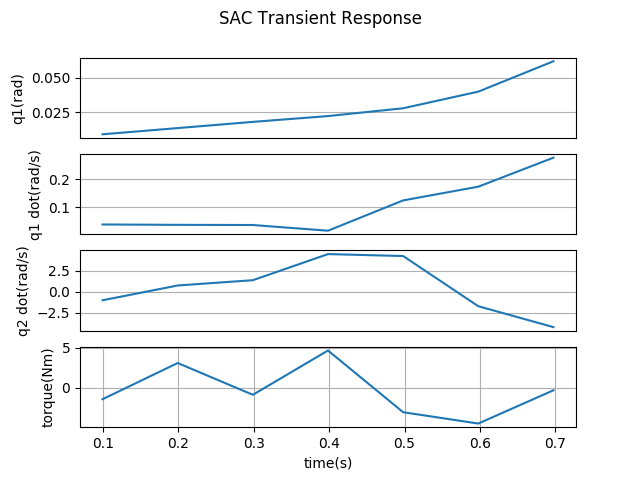 SAC Transient Response
q1(rad)
0.050
0.025
q1 dot(rad/s)
0.2
0.1
q2 dot(rad/s)
2.5
0.0
−2.5
torque(Nm)
5
0
0.1 0.2 0.3 0.4 0.5 0.6 0.7
time(s)